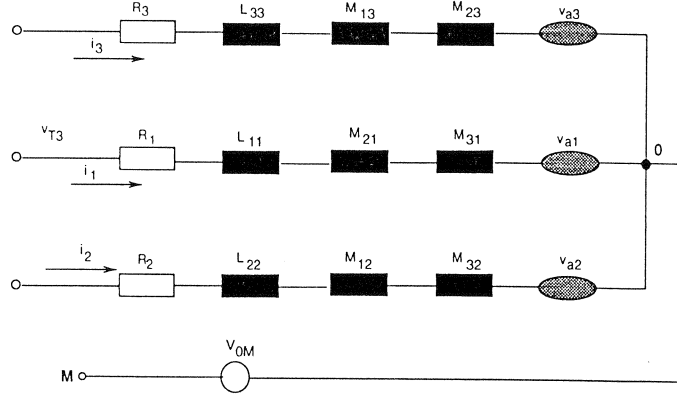 R3 L33 M13 M23 va3
i3
vT3 R1 L11 M21 M31 va1 0
i1
i2 R2 L22 M12 M32 va2
V0M
M